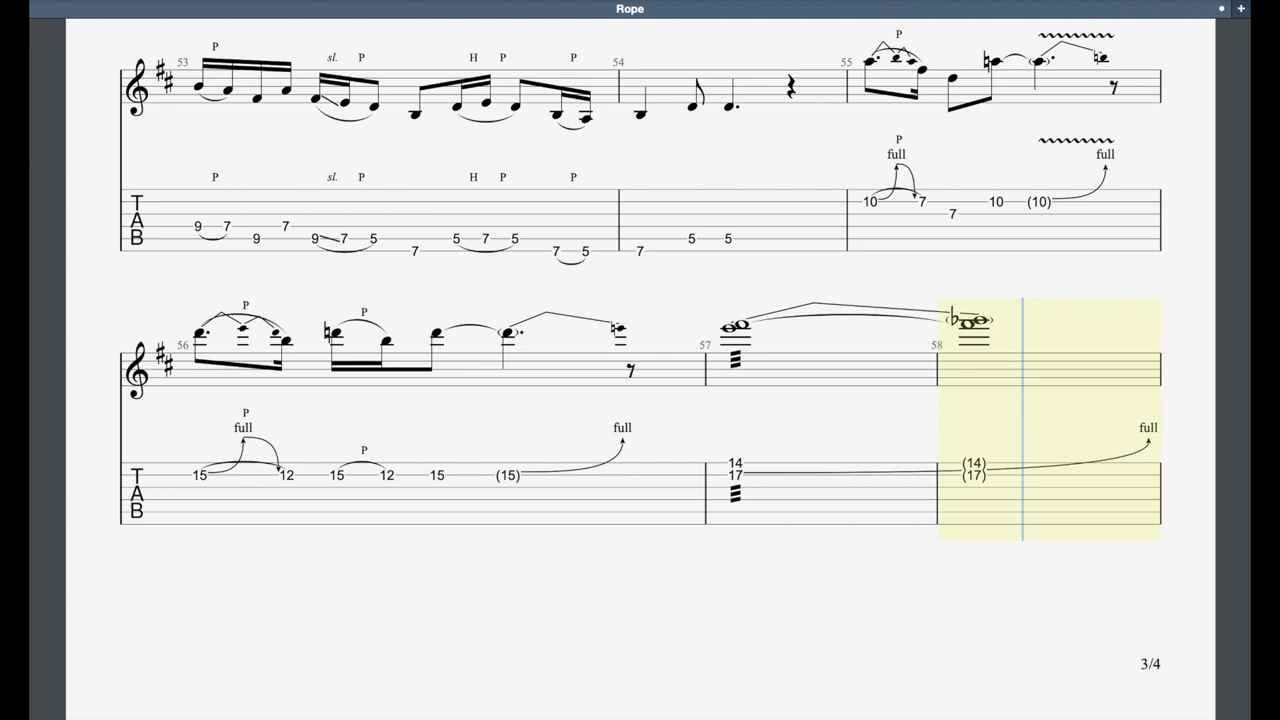 Rope
53 P sl. P H P P 54 55 P
P sl. P H P P P
full full
T A B 9 7 9 7 9 7 5 7 5 7 5 7 5 7 5 5 10 7 7 10 (10)
56 P P 57 58
P P
full full full
T A B 15 12 15 12 15 (15) 14 17 (14) (17)
3/4